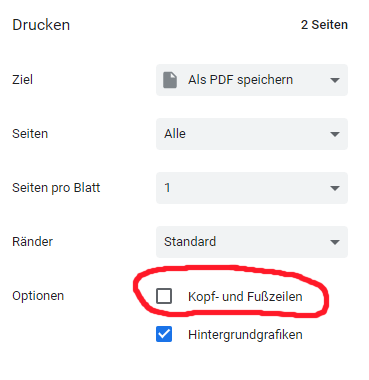 Drucken 2 Seiten
Ziel Als PDF speichern
Seiten Alle
Seiten pro Blatt 1
Ränder Standard
Optionen Kopf- und Fußzeilen
Hintergrundgrafiken